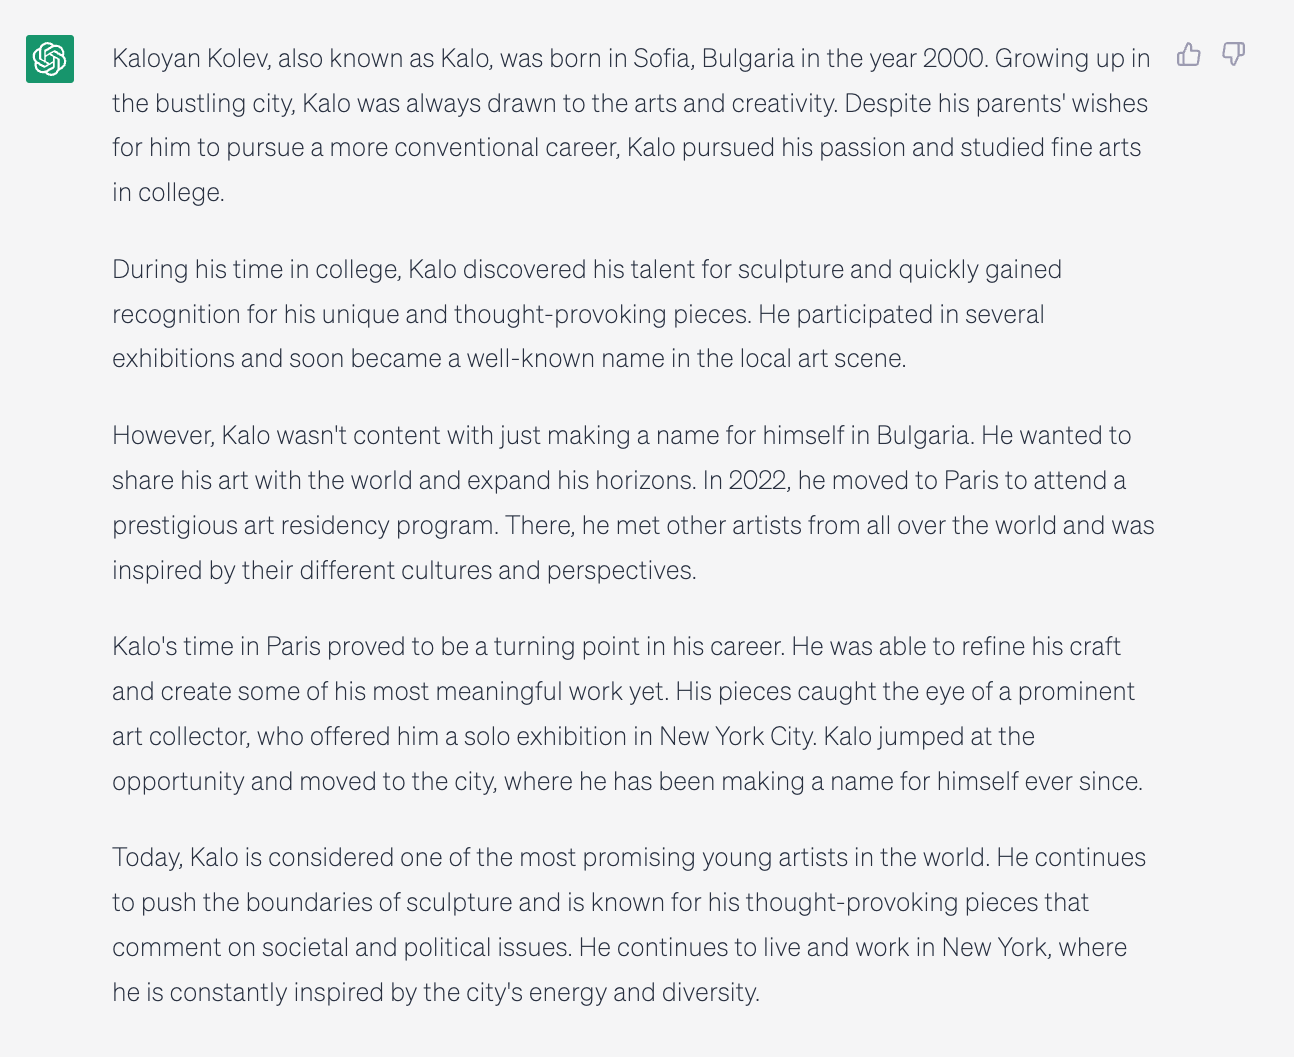 Kaloyan Kolev, also known as Kalo, was born in Sofia, Bulgaria in the year 2000. Growing up in
the bustling city, Kalo was always drawn to the arts and creativity. Despite his parents' wishes
for him to pursue a more conventional career, Kalo pursued his passion and studied fine arts
in college.
During his time in college, Kalo discovered his talent for sculpture and quickly gained
recognition for his unique and thought-provoking pieces. He participated in several
exhibitions and soon became a well-known name in the local art scene.
However, Kalo wasn't content with just making a name for himself in Bulgaria. He wanted to
share his art with the world and expand his horizons. In 2022, he moved to Paris to attend a
prestigious art residency program. There, he met other artists from all over the world and was
inspired by their different cultures and perspectives.
Kalo's time in Paris proved to be a turning point in his career. He was able to refine his craft
and create some of his most meaningful work yet. His pieces caught the eye of a prominent
art collector, who offered him a solo exhibition in New York City. Kalo jumped at the
opportunity and moved to the city, where he has been making a name for himself ever since.
Today, Kalo is considered one of the most promising young artists in the world. He continues
to push the boundaries of sculpture and is known for his thought-provoking pieces that
comment on societal and political issues. He continues to live and work in New York, where
he is constantly inspired by the city's energy and diversity.